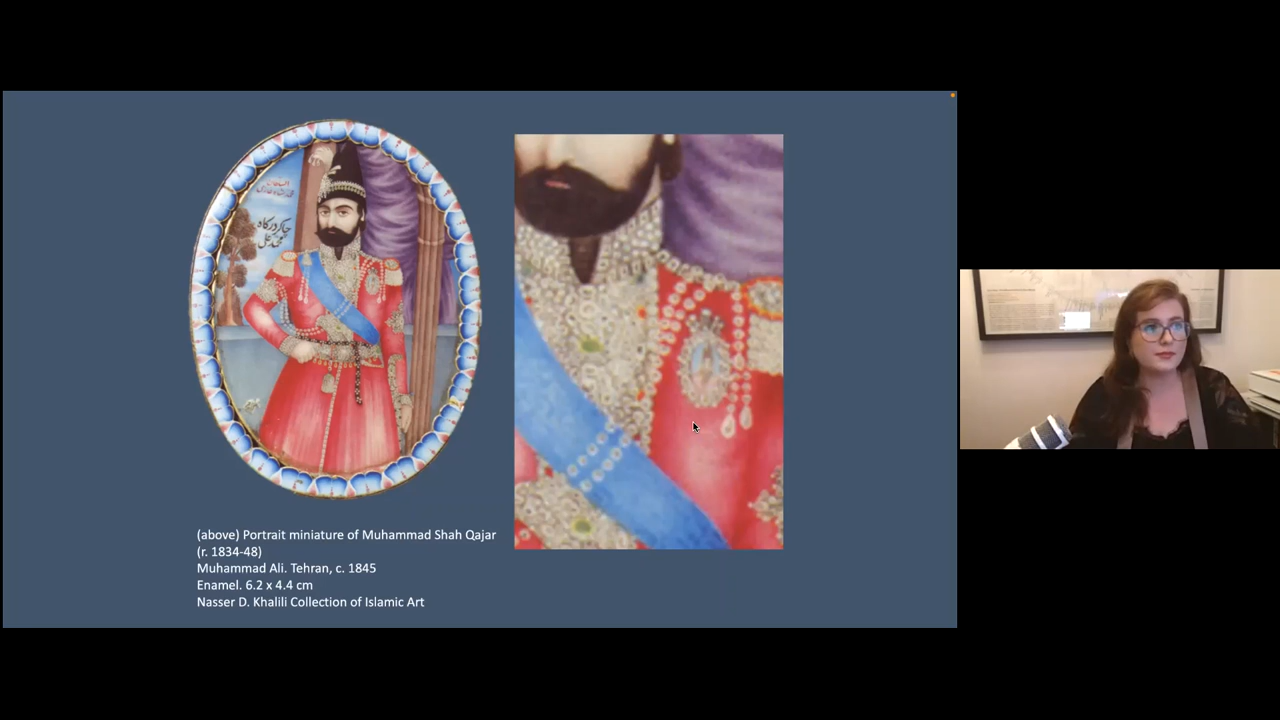 (above) Portrait miniature of Muhammad Shah Qajar
(r. 1834-48)
Muhammad Ali. Tehran, c. 1845
Enamel. 6.2 x 4.4 cm
Nasser D. Khalili Collection of Islamic Art